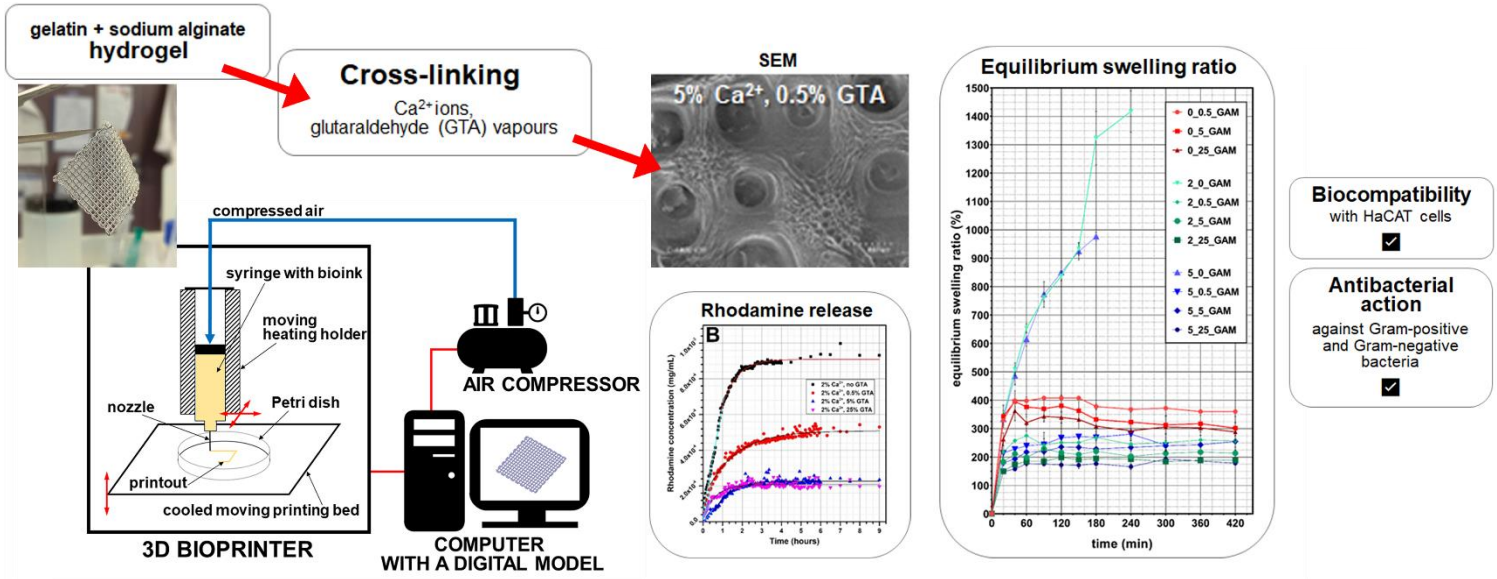 gelatin + sodium alginate
hydrogel
Cross-linking
Ca²⁺ ions,
glutaraldehyde (GTA) vapours
compressed air
syringe with bioink
moving
heating holder
nozzle
Petri dish
printout
cooled moving printing bed
3D BIOPRINTER
AIR COMPRESSOR
COMPUTER
WITH A DIGITAL MODEL
SEM
5% Ca²⁺, 0.5% GTA
Rhodamine release
B
Rhodamine concentration (mg/mL)
0.0
2% Ca²⁺, no GTA
2% Ca²⁺, 0.5% GTA
2% Ca²⁺, 5% GTA
2% Ca²⁺, 25% GTA
0 1 2 3 4 5 6 7 8 9
Time (hours)
Equilibrium swelling ratio
equilibrium swelling ratio (%)
1500
1400
1300
1200
1100
1000
900
800
700
600
500
400
300
200
100
0
0_0.5_GAM
0_5_GAM
0_25_GAM
2_0_GAM
2_0.5_GAM
2_5_GAM
2_25_GAM
5_0_GAM
5_0.5_GAM
5_5_GAM
5_25_GAM
0 60 120 180 240 300 360 420
time (min)
Biocompatibility
with HaCAT cells
Antibacterial
action
against Gram-positive
and Gram-negative
bacteria